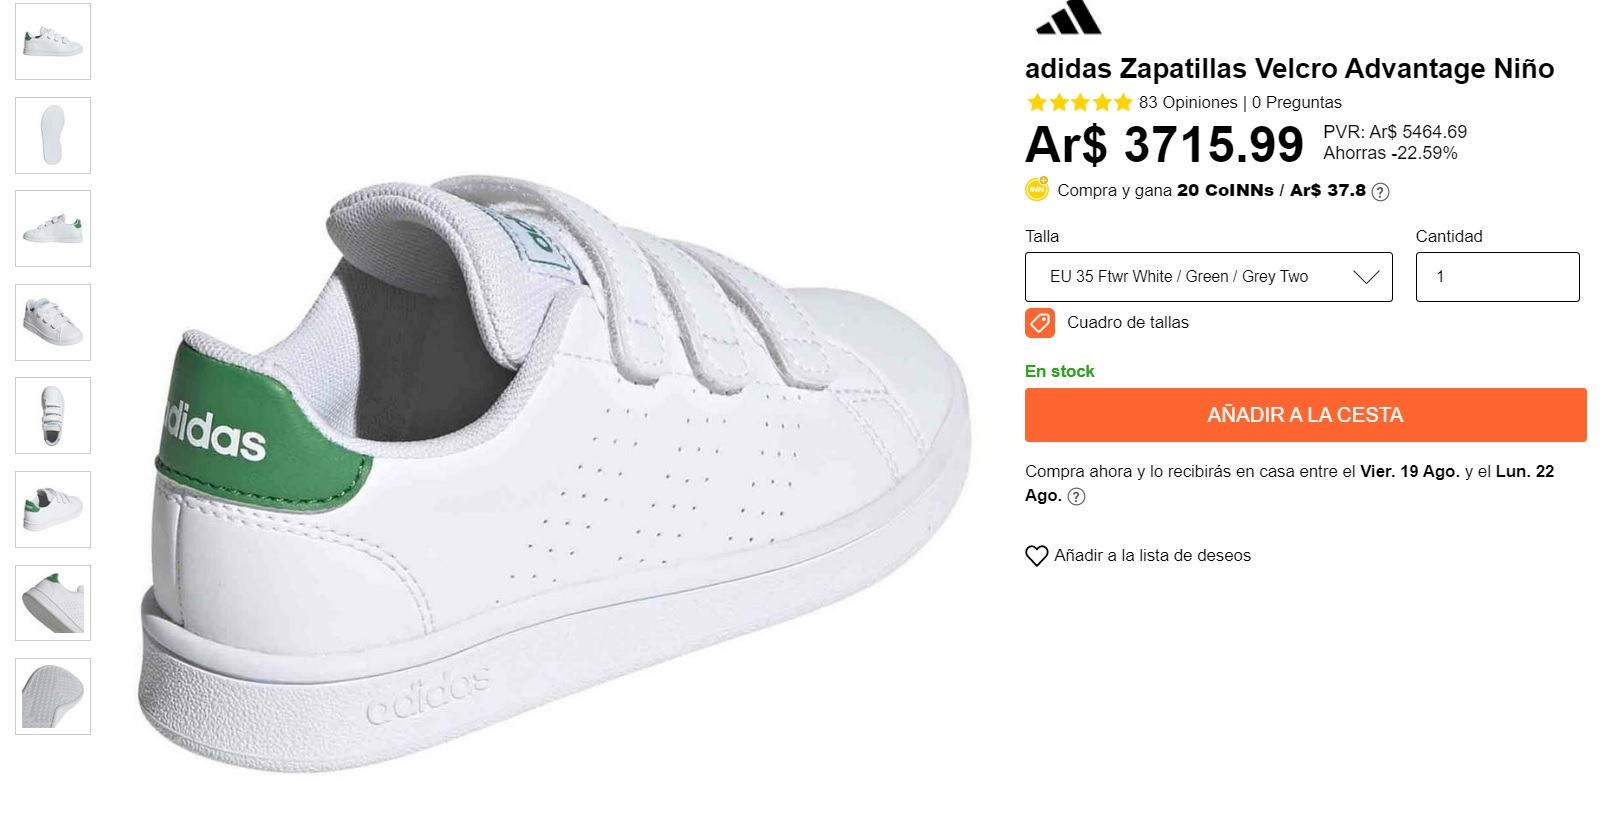 adidas Zapatillas Velcro Advantage Niño
83 Opiniones | 0 Preguntas
Ar$ 3715.99
PVR: Ar$ 5464.69
Ahorras -22.59%
INN
Compra y gana 20 CoINNs / Ar$ 37.8 ?
Talla
Cantidad
EU 35 Ftwr White / Green / Grey Two
1
Cuadro de tallas
En stock
AÑADIR A LA CESTA
Compra ahora y lo recibirás en casa entre el Vier. 19 Ago. y el Lun. 22
Ago. ?
Añadir a la lista de deseos
adidas
adidas